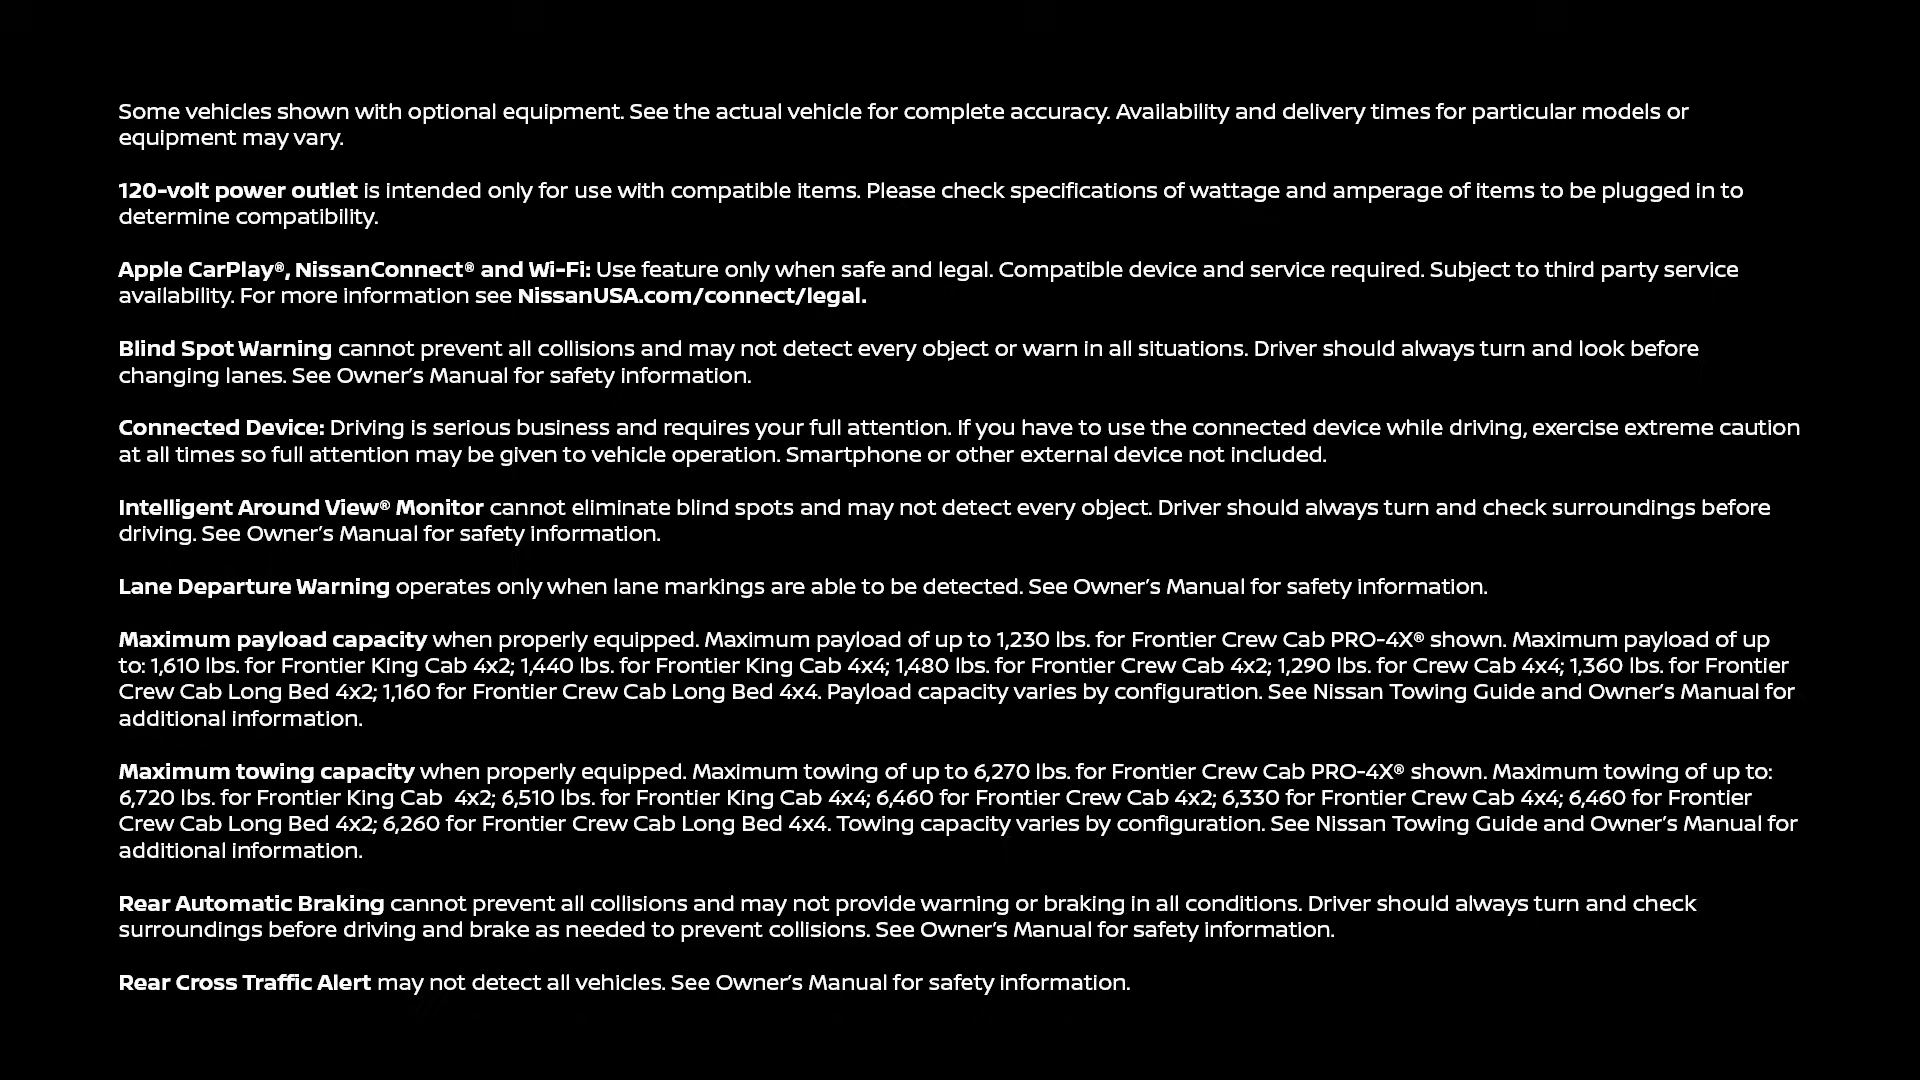 Some vehicles shown with optional equipment. See the actual vehicle for complete accuracy. Availability and delivery times for particular models or
equipment may vary.
120-volt power outlet is intended only for use with compatible items. Please check specifications of wattage and amperage of items to be plugged in to
determine compatibility.
Apple CarPlay®, NissanConnect® and Wi-Fi: Use feature only when safe and legal. Compatible device and service required. Subject to third party service
availability. For more information see NissanUSA.com/connect/legal.
Blind Spot Warning cannot prevent all collisions and may not detect every object or warn in all situations. Driver should always turn and look before
changing lanes. See Owner's Manual for safety information.
Connected Device: Driving is serious business and requires your full attention. If you have to use the connected device while driving, exercise extreme caution
at all times so full attention may be given to vehicle operation. Smartphone or other external device not included.
Intelligent Around View® Monitor cannot eliminate blind spots and may not detect every object. Driver should always turn and check surroundings before
driving. See Owner's Manual for safety information.
Lane Departure Warning operates only when lane markings are able to be detected. See Owner's Manual for safety information.
Maximum payload capacity when properly equipped. Maximum payload of up to 1,230 lbs. for Frontier Crew Cab PRO-4X® shown. Maximum payload of up
to: 1,610 lbs. for Frontier King Cab 4x2; 1,440 lbs. for Frontier King Cab 4x4; 1,480 lbs. for Frontier Crew Cab 4x2; 1,290 lbs. for Crew Cab 4x4; 1,360 lbs. for Frontier
Crew Cab Long Bed 4x2; 1,160 for Frontier Crew Cab Long Bed 4x4. Payload capacity varies by configuration. See Nissan Towing Guide and Owner's Manual for
additional information.
Maximum towing capacity when properly equipped. Maximum towing of up to 6,270 lbs. for Frontier Crew Cab PRO-4X® shown. Maximum towing of up to:
6,720 lbs. for Frontier King Cab  4x2; 6,510 lbs. for Frontier King Cab 4x4; 6,460 for Frontier Crew Cab 4x2; 6,330 for Frontier Crew Cab 4x4; 6,460 for Frontier
Crew Cab Long Bed 4x2; 6,260 for Frontier Crew Cab Long Bed 4x4. Towing capacity varies by configuration. See Nissan Towing Guide and Owner's Manual for
additional information.
Rear Automatic Braking cannot prevent all collisions and may not provide warning or braking in all conditions. Driver should always turn and check
surroundings before driving and brake as needed to prevent collisions. See Owner's Manual for safety information.
Rear Cross Traffic Alert may not detect all vehicles. See Owner's Manual for safety information.